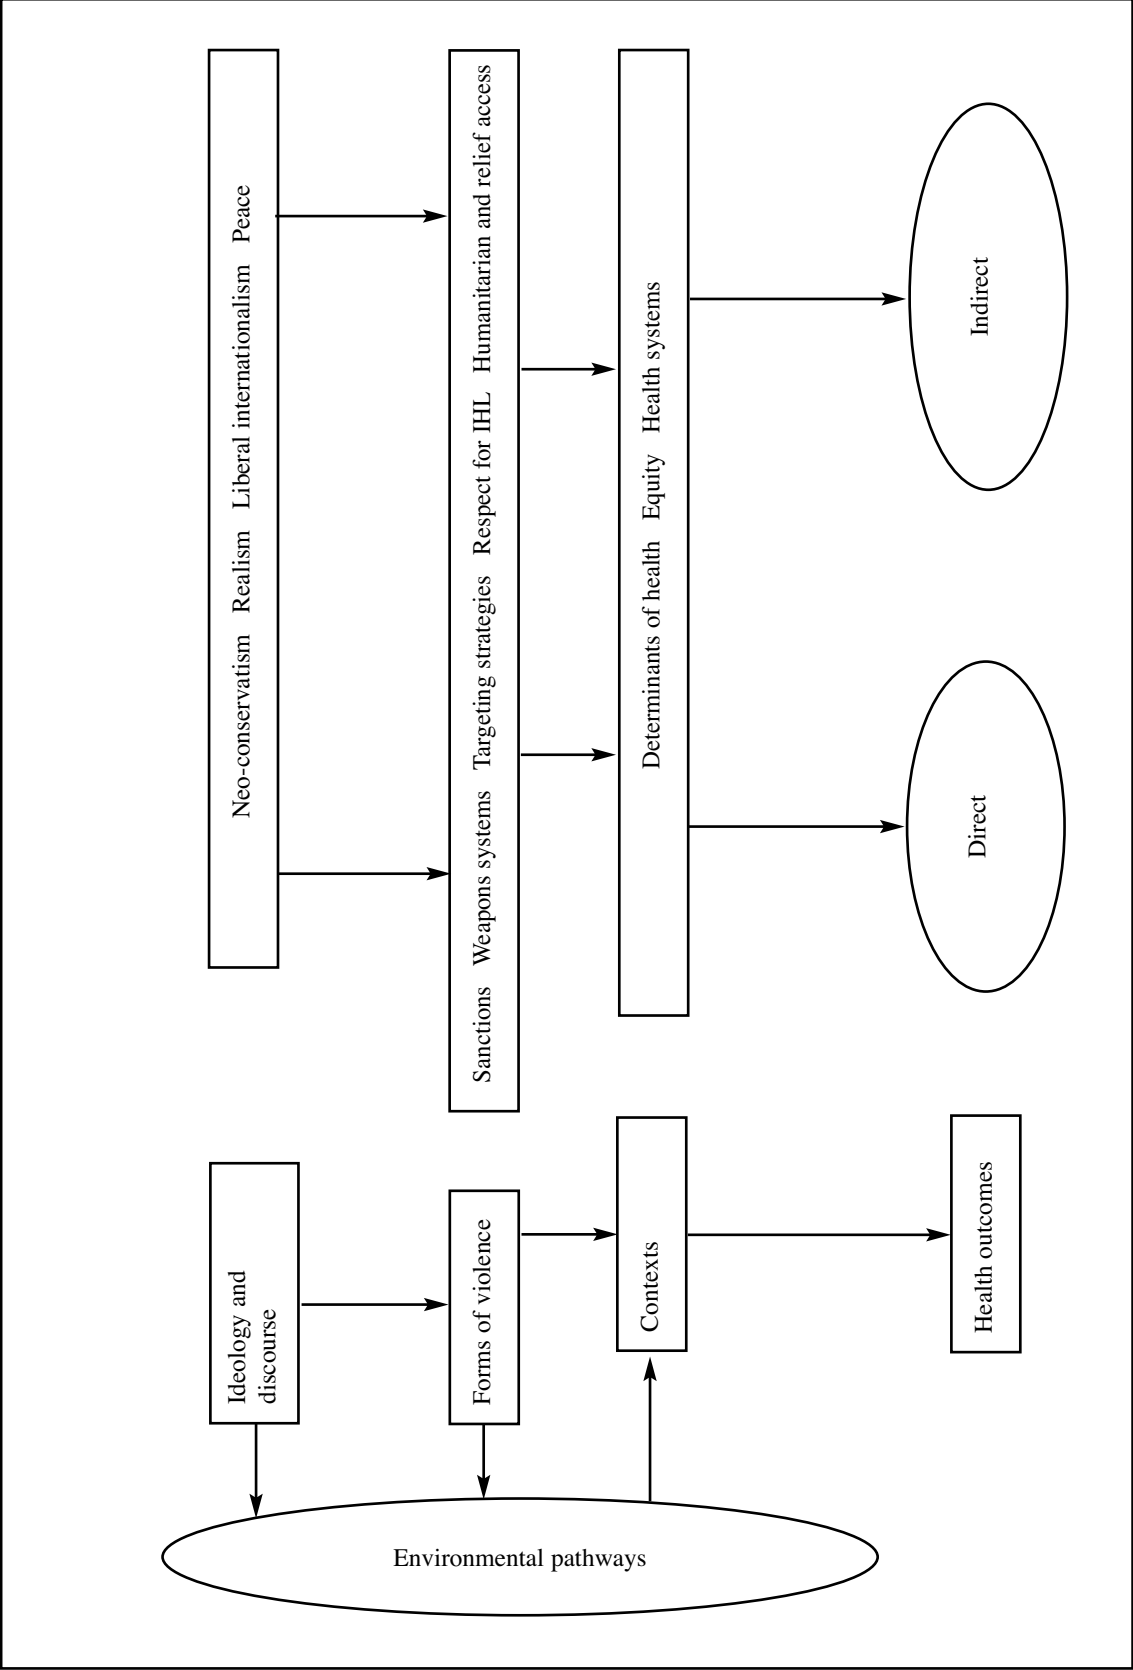 Ideology and
discourse
Neo-conservatism Realism Liberal internationalism Peace
Forms of violence
Sanctions Weapons systems Targeting strategies Respect for IHL Humanitarian and relief access
Contexts
Determinants of health Equity Health systems
Health outcomes
Direct
Indirect
Environmental pathways